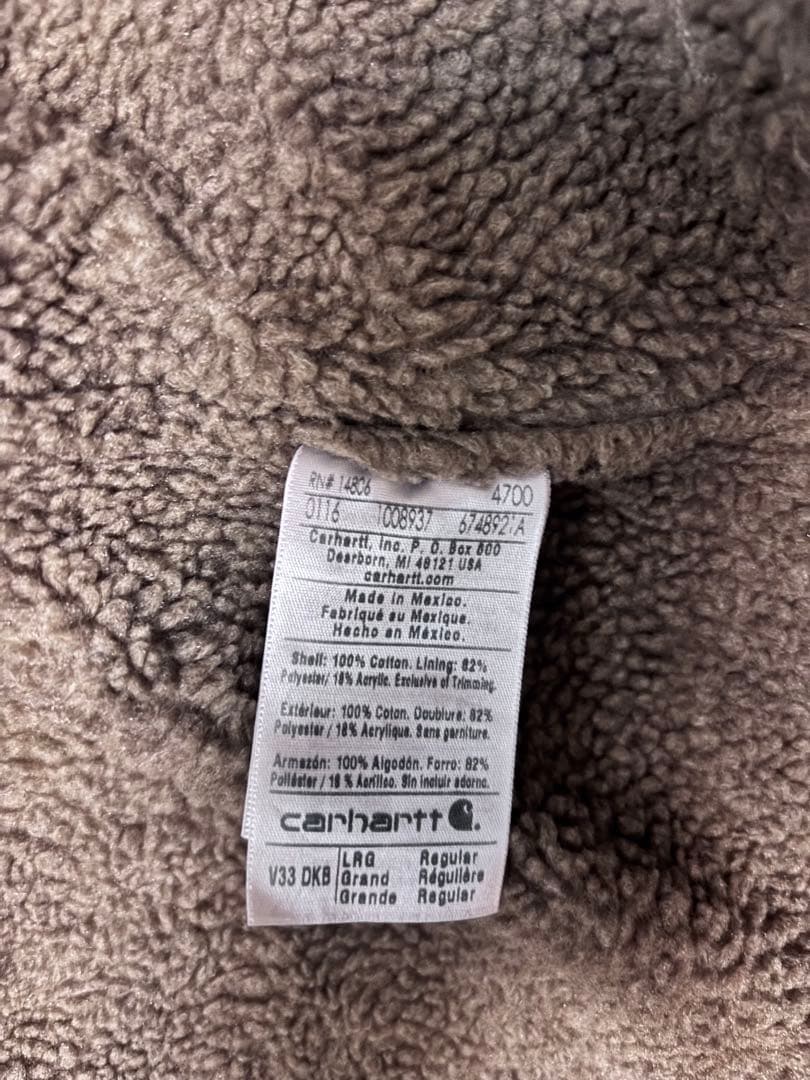 RN# 14806 4700
0116 1008937 6748921A
Carhartt, Inc. P. O. Box 600
Dearborn, MI 48121 USA
carhartt.com
Made in Mexico.
Fabriqué au Mexique.
Hecho en México.
Shell: 100% Cotton. Lining: 82%
Polyester/ 18% Acrylic. Exclusive of Trimming.
Extérieur: 100% Coton. Doublure: 82%
Polyester / 18% Acrylique. Sans garniture.
Armazón: 100% Algodón. Forro: 82%
Poliéster / 18 % Acrílico. Sin incluir adorno.
carhartt
V33 DKB LRG Regular
Grand Régulière
Grande Regular